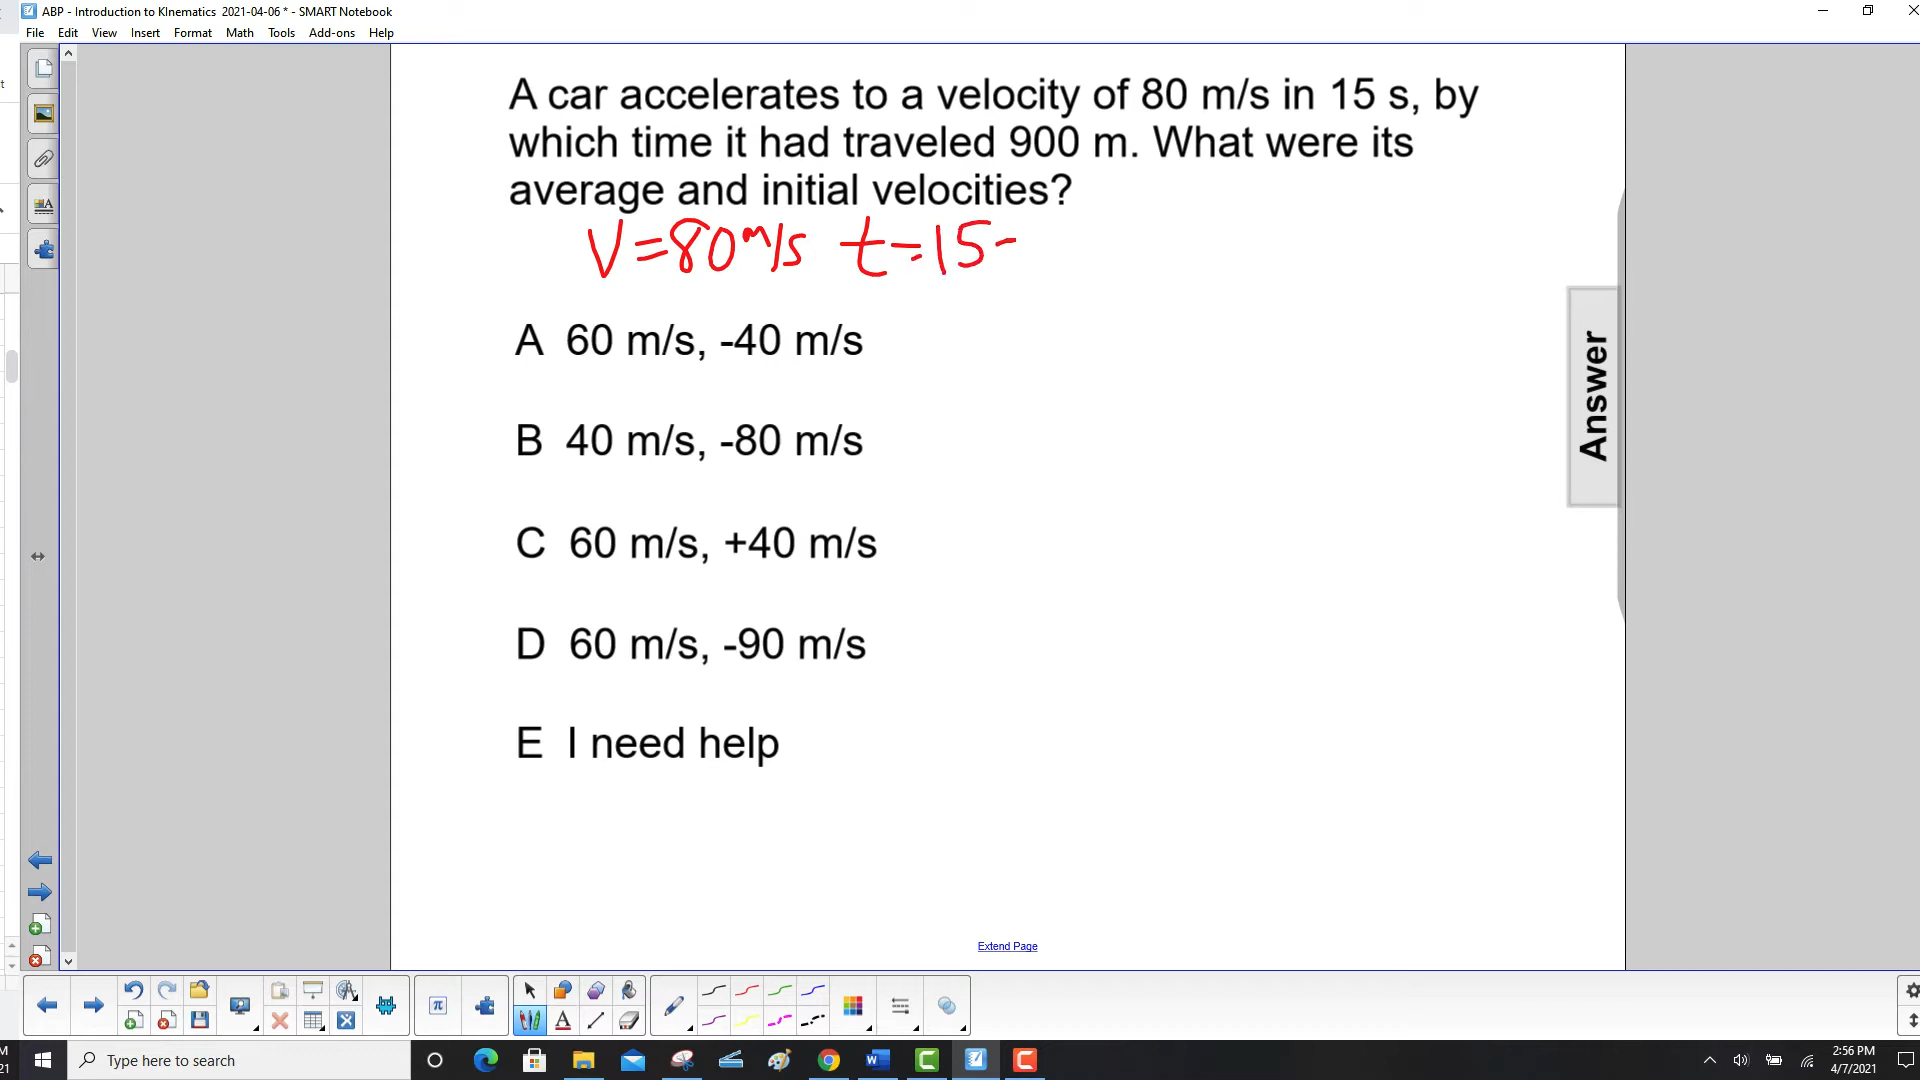 ABP - Introduction to KInematics 2021-04-06 * - SMART Notebook
File Edit View Insert Format Math Tools Add-ons Help
A car accelerates to a velocity of 80 m/s in 15 s, by
which time it had traveled 900 m. What were its
average and initial velocities?
V=80 m/s t=15
A 60 m/s, -40 m/s
B 40 m/s, -80 m/s
C 60 m/s, +40 m/s
D 60 m/s, -90 m/s
E I need help
Answer
Extend Page
Type here to search
2:56 PM
4/7/2021